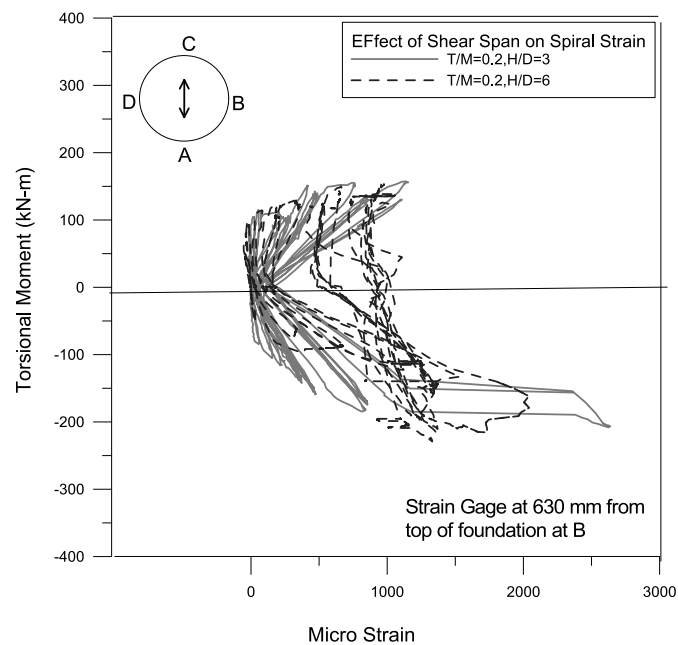 400
300
200
100
0
-100
-200
-300
-400
Torsional Moment (kN-m)
C
D
B
A
EFfect of Shear Span on Spiral Strain
T/M=0.2,H/D=3
T/M=0.2,H/D=6
Strain Gage at 630 mm from
top of foundation at B
0
1000
2000
3000
Micro Strain